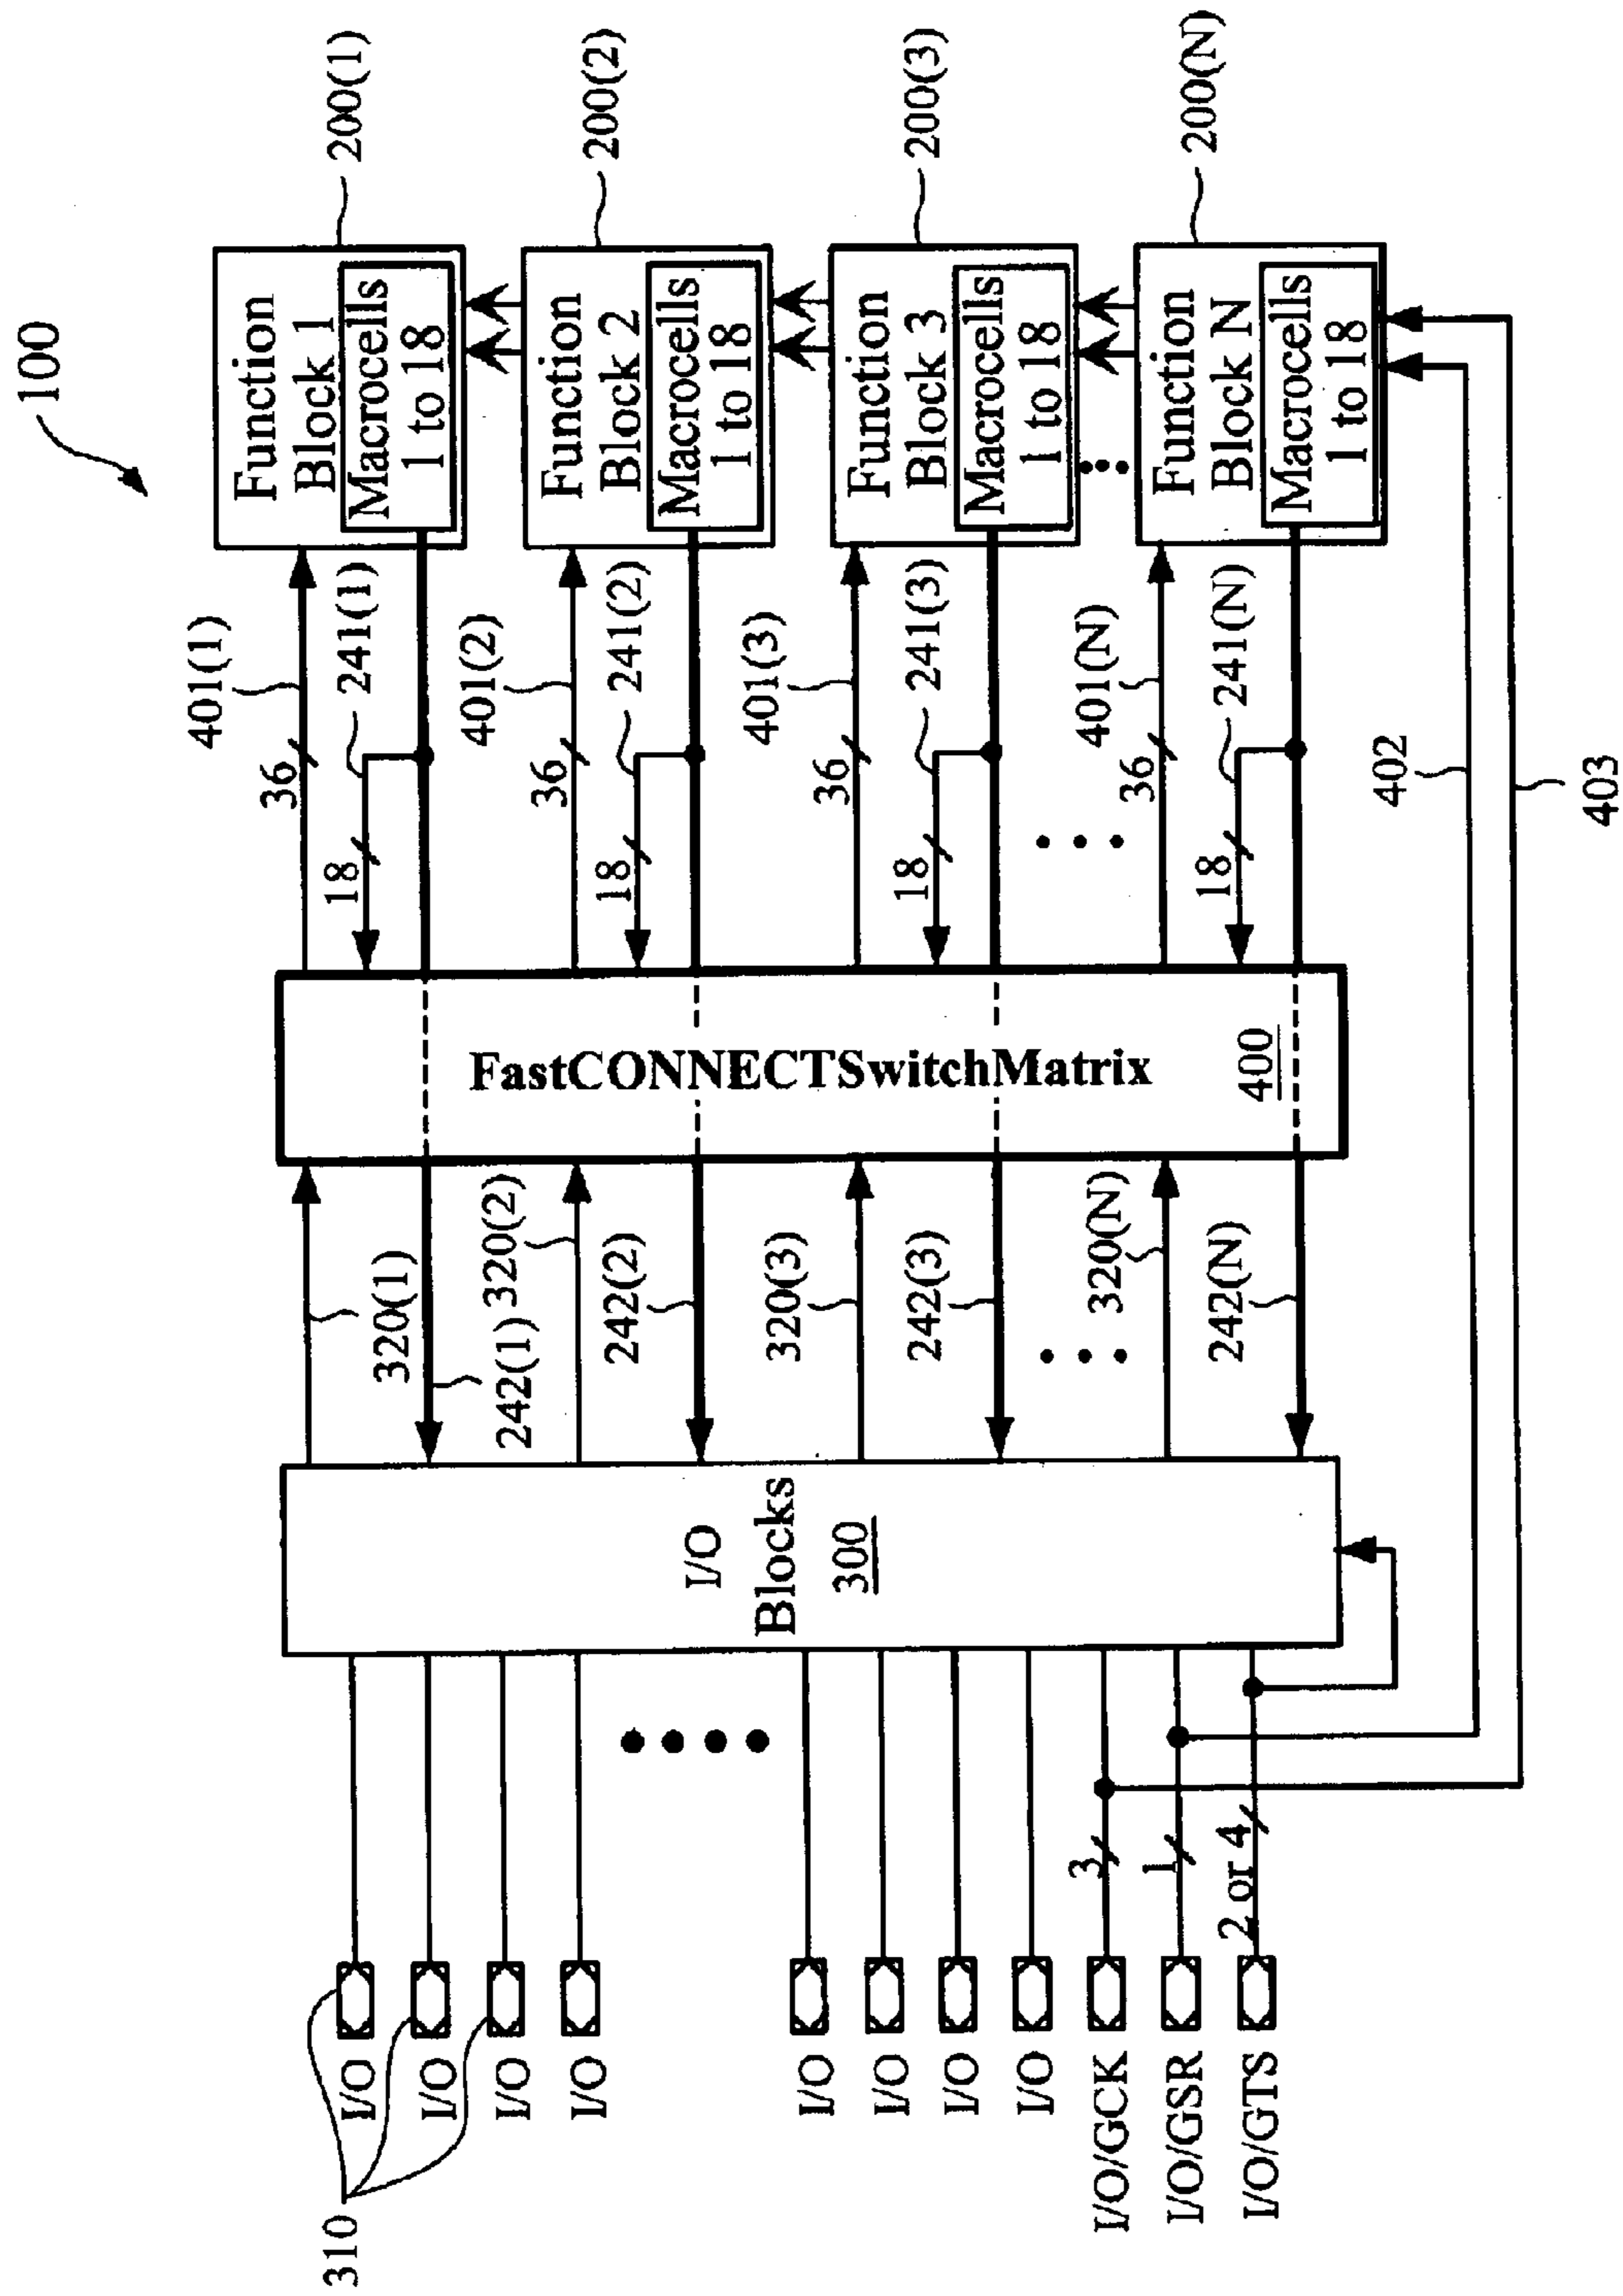 100
Function
Block 1
Macrocells
1 to 18
200(1)
Function
Block 2
Macrocells
1 to 18
200(2)
Function
Block 3
Macrocells
1 to 18
200(3)
Function
Block N
Macrocells
1 to 18
200(N)
401(1)
36
241(1)
18
401(2)
36
241(2)
18
401(3)
36
241(3)
18
401(N)
36
241(N)
18
402
403
FastCONNECTSwitchMatrix
400
320(1)
242(1)
320(2)
242(2)
320(3)
242(3)
320(N)
242(N)
I/O
Blocks
300
310
I/O
I/O
I/O
I/O
I/O
I/O
I/O
I/O
I/O/GCK
3
I/O/GSR
1
I/O/GTS
2 or 4